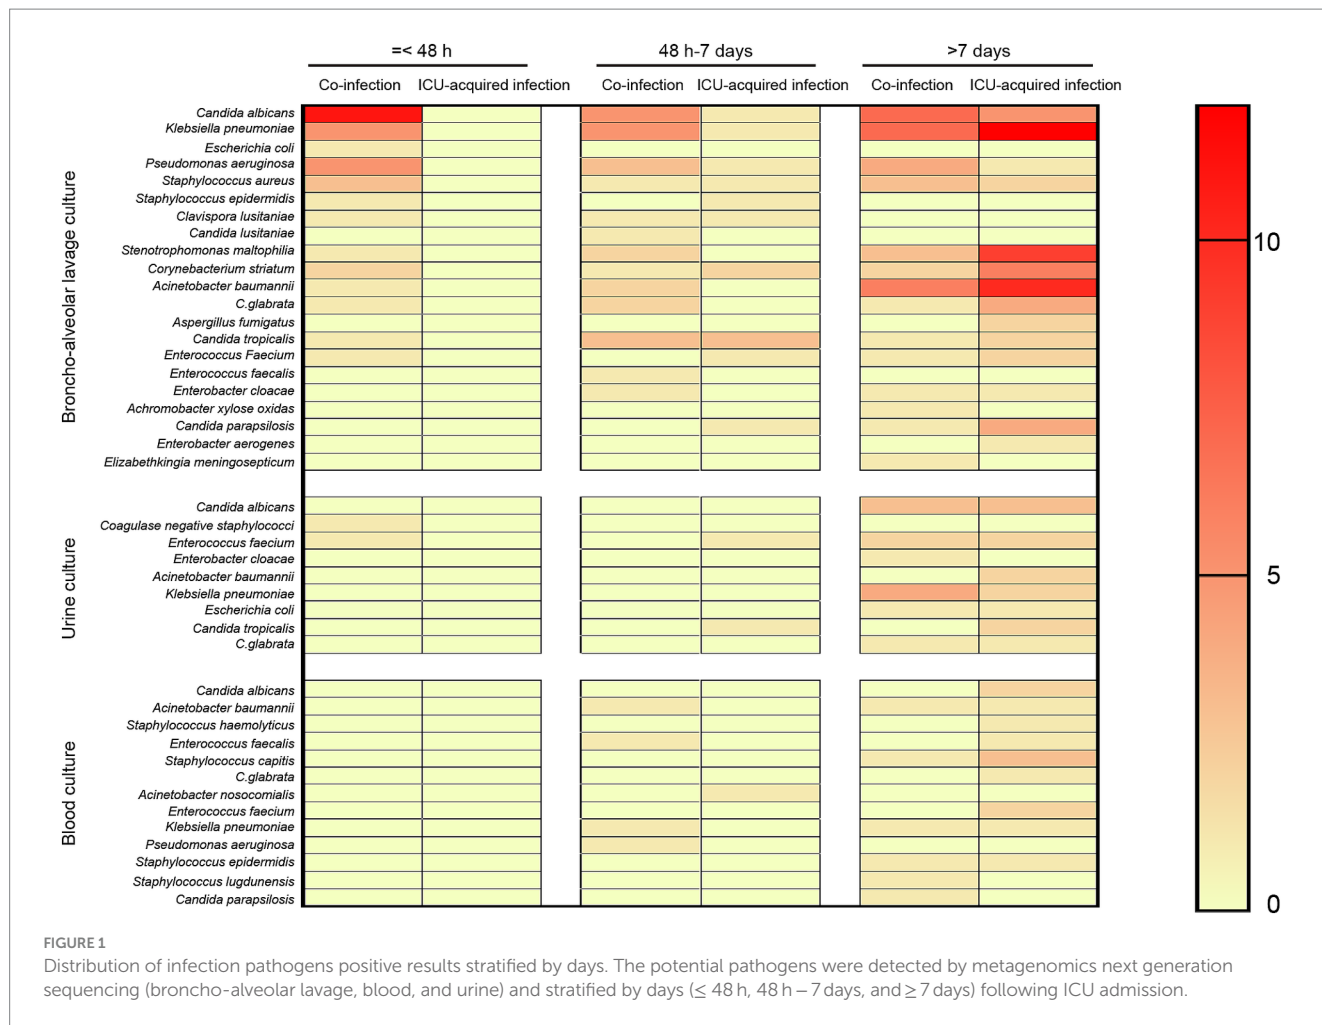 =< 48 h
48 h-7 days
>7 days
Co-infection
ICU-acquired infection
Co-infection
ICU-acquired infection
Co-infection
ICU-acquired infection
Broncho-alveolar lavage culture
Candida albicans
Klebsiella pneumoniae
Escherichia coli
Pseudomonas aeruginosa
Staphylococcus aureus
Staphylococcus epidermidis
Clavispora lusitaniae
Candida lusitaniae
Stenotrophomonas maltophilia
Corynebacterium striatum
Acinetobacter baumannii
C.glabrata
Aspergillus fumigatus
Candida tropicalis
Enterococcus Faecium
Enterococcus faecalis
Enterobacter cloacae
Achromobacter xylose oxidas
Candida parapsilosis
Enterobacter aerogenes
Elizabethkingia meningosepticum
Urine culture
Candida albicans
Coagulase negative staphylococci
Enterococcus faecium
Enterobacter cloacae
Acinetobacter baumannii
Klebsiella pneumoniae
Escherichia coli
Candida tropicalis
C.glabrata
Blood culture
Candida albicans
Acinetobacter baumannii
Staphylococcus haemolyticus
Enterococcus faecalis
Staphylococcus capitis
C.glabrata
Acinetobacter nosocomialis
Enterococcus faecium
Klebsiella pneumoniae
Pseudomonas aeruginosa
Staphylococcus epidermidis
Staphylococcus lugdunensis
Candida parapsilosis
10
5
0
FIGURE 1
Distribution of infection pathogens positive results stratified by days. The potential pathogens were detected by metagenomics next generation
sequencing (broncho-alveolar lavage, blood, and urine) and stratified by days (≤ 48 h, 48 h – 7 days, and ≥ 7 days) following ICU admission.